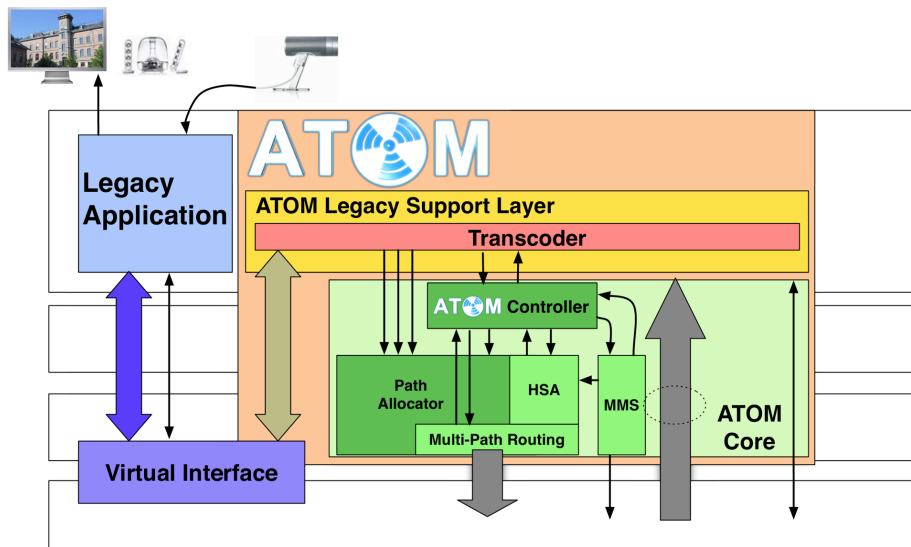 ATOM
Legacy
Application
ATOM Legacy Support Layer
Transcoder
ATOM Controller
Path
Allocator
HSA
MMS
Multi-Path Routing
ATOM
Core
Virtual Interface